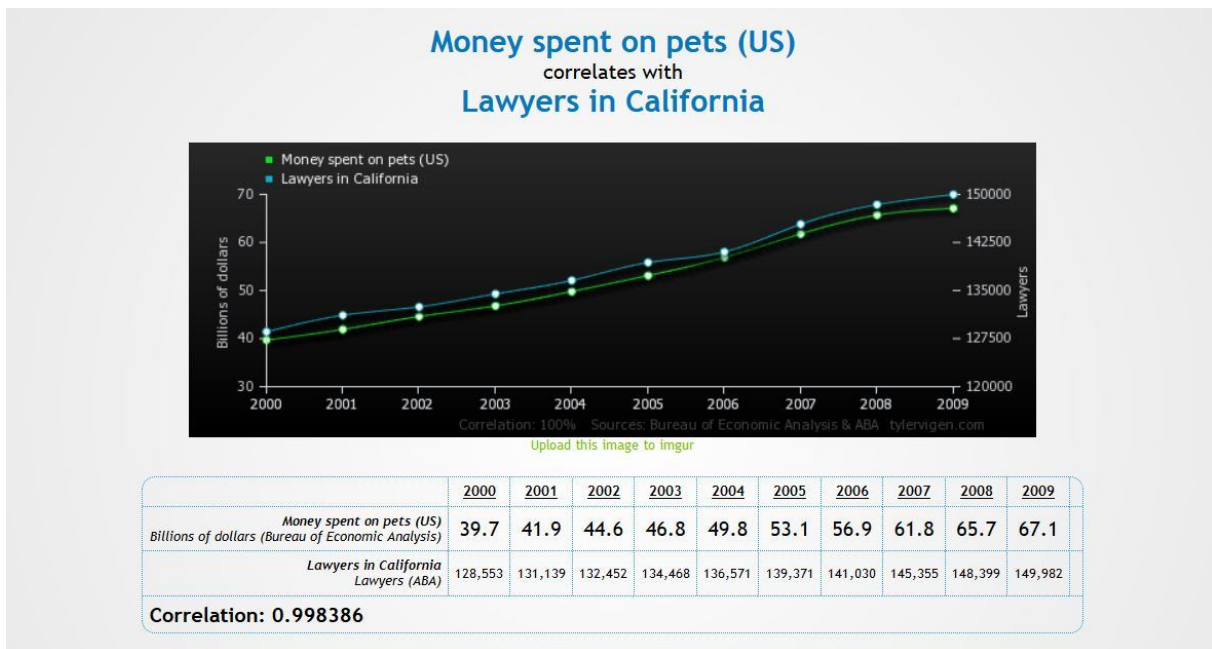 Money spent on pets (US)
correlates with
Lawyers in California
Money spent on pets (US)
Lawyers in California
70
60
50
40
30
Billions of dollars
150000
142500
135000
127500
120000
Lawyers
2000 2001 2002 2003 2004 2005 2006 2007 2008 2009
Correlation: 100% Sources: Bureau of Economic Analysis & ABA tylervigen.com
Upload this image to imgur
2000 2001 2002 2003 2004 2005 2006 2007 2008 2009
Money spent on pets (US)
Billions of dollars (Bureau of Economic Analysis)
39.7 41.9 44.6 46.8 49.8 53.1 56.9 61.8 65.7 67.1
Lawyers in California
Lawyers (ABA)
128,553 131,139 132,452 134,468 136,571 139,371 141,030 145,355 148,399 149,982
Correlation: 0.998386